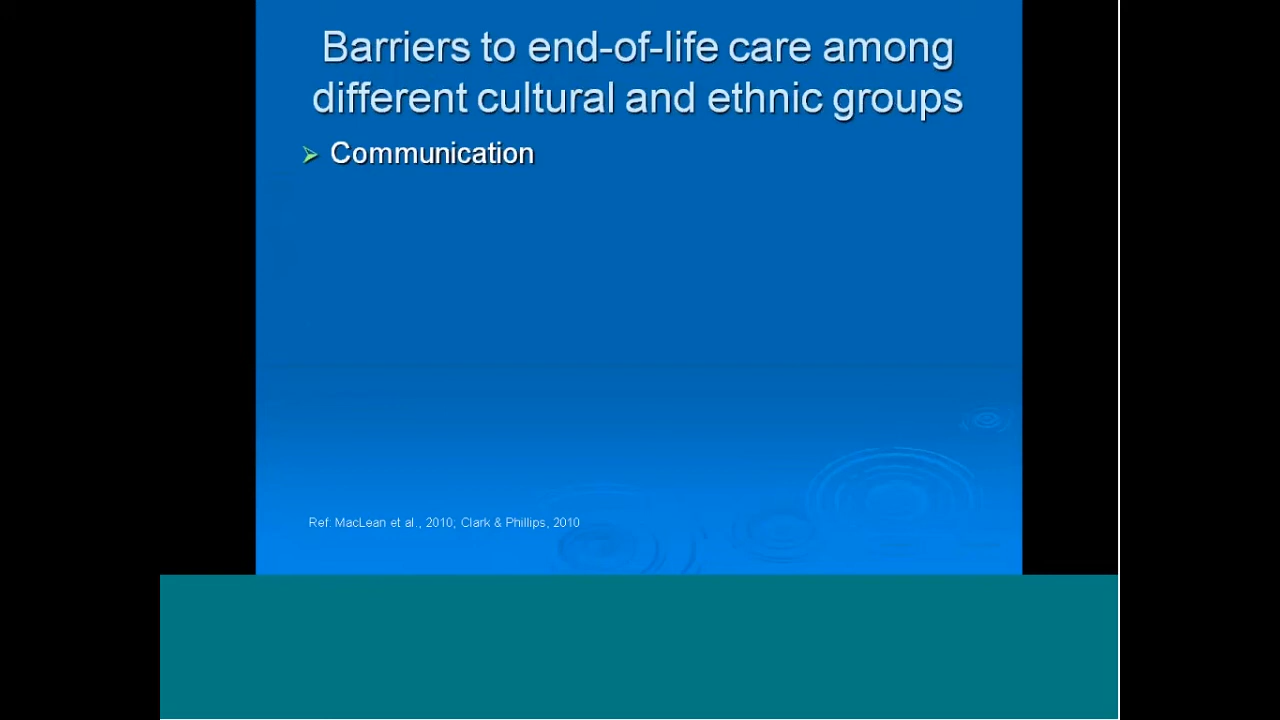 Barriers to end-of-life care among
different cultural and ethnic groups
➢ Communication
Ref: MacLean et al., 2010; Clark & Phillips, 2010